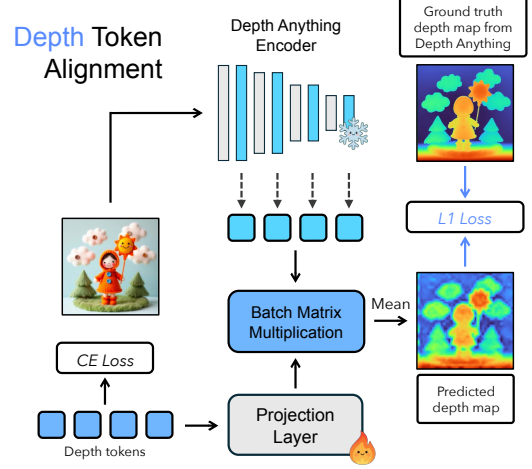 Depth Token
Alignment
Depth Anything
Encoder
Ground truth
depth map from
Depth Anything
L1 Loss
Batch Matrix
Multiplication
Mean
CE Loss
Predicted
depth map
Projection
Layer
Depth tokens